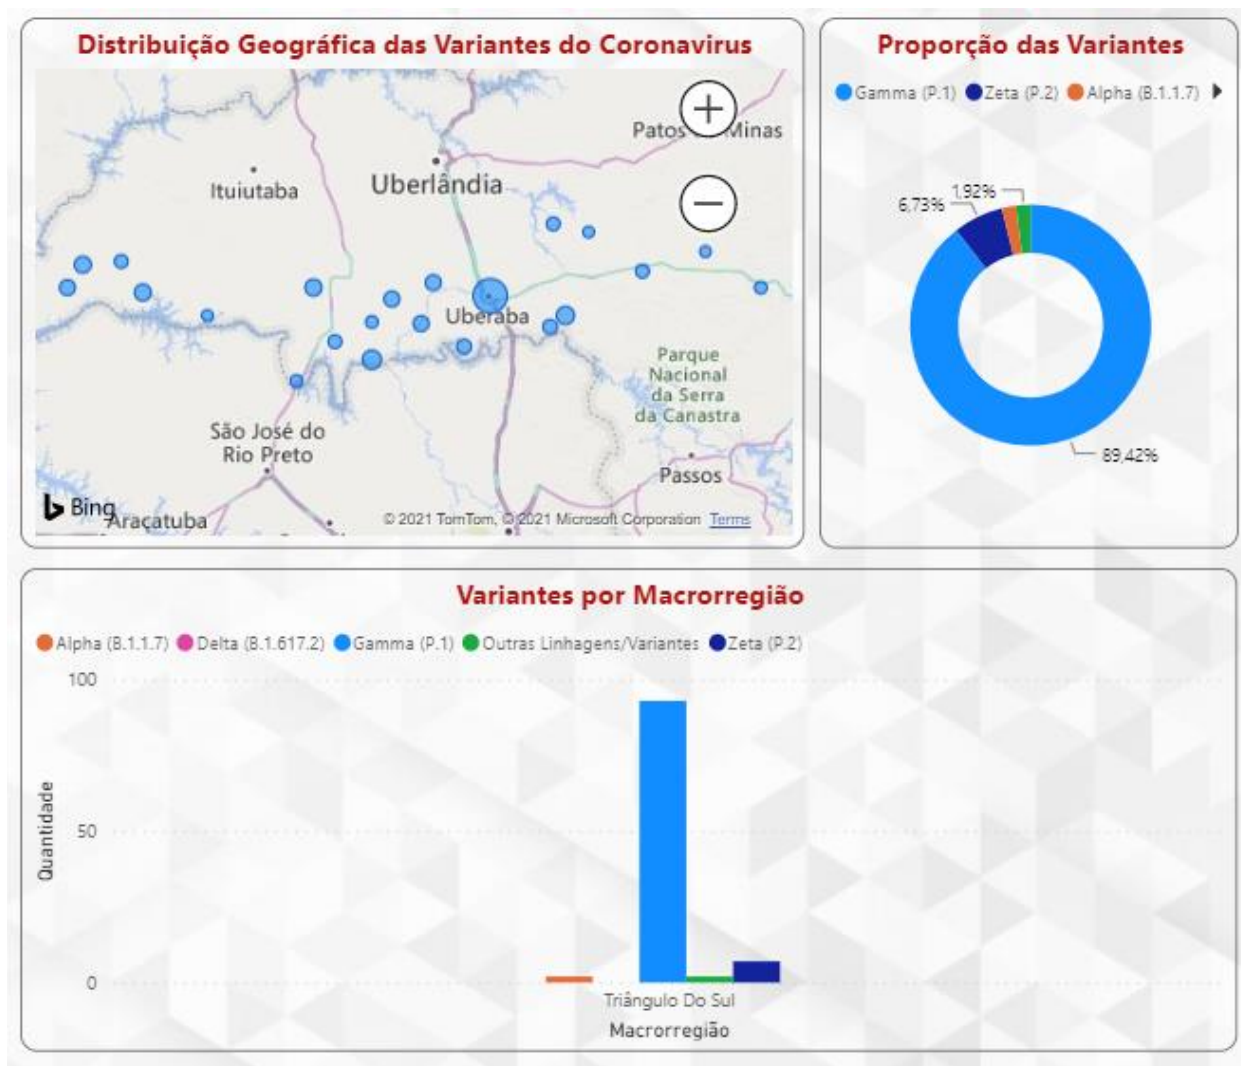 Distribuição Geográfica das Variantes do Coronavirus
Patos Minas
Ituiutaba
Uberlândia
Uberaba
Parque
Nacional
da Serra
da Canastra
São José do
Rio Preto
Passos
Bing
Araçatuba
© 2021 TomTom, © 2021 Microsoft Corporation Terms
Proporção das Variantes
Gamma (P.1) Zeta (P.2) Alpha (B.1.1.7)
1,92%
6,73%
89,42%
Variantes por Macrorregião
Alpha (B.1.1.7) Delta (B.1.617.2) Gamma (P.1) Outras Linhagens/Variantes Zeta (P.2)
100
50
0
Quantidade
Triângulo Do Sul
Macrorregião